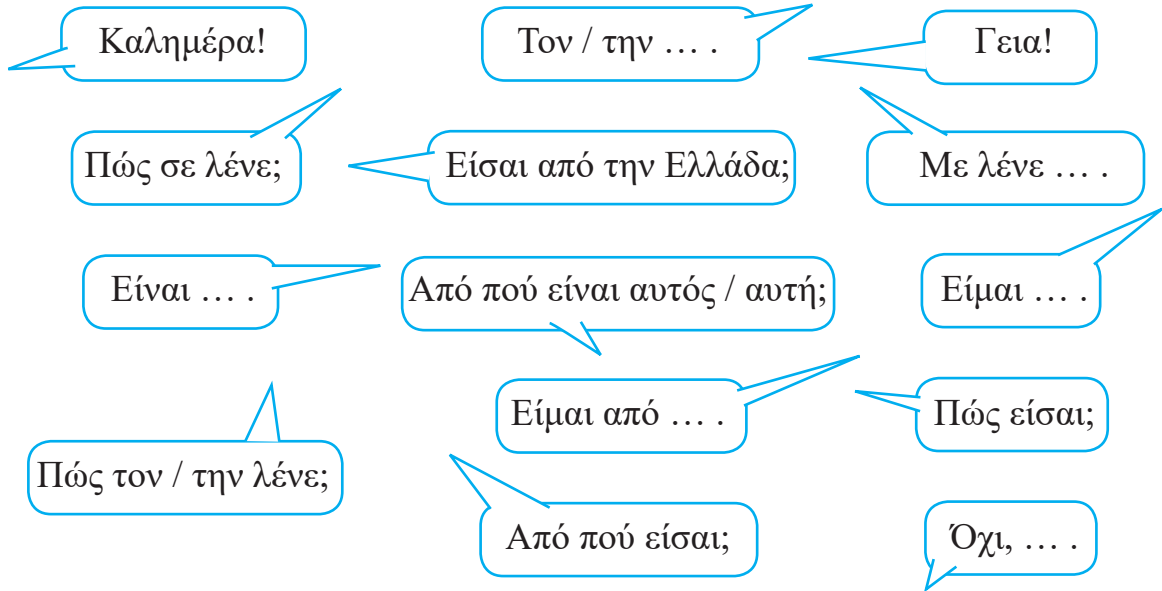 Καλημέρα!
Τον / την … .
Γεια!
Πώς σε λένε;
Είσαι από την Ελλάδα;
Με λένε … .
Είναι … .
Από πού είναι αυτός / αυτή;
Είμαι … .
Είμαι από … .
Πώς είσαι;
Πώς τον / την λένε;
Από πού είσαι;
Όχι, … .